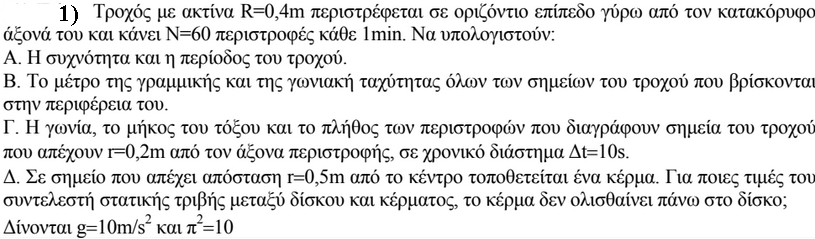 1) Τροχός με ακτίνα R=0,4m περιστρέφεται σε οριζόντιο επίπεδο γύρω από τον κατακόρυφο
άξονά του και κάνει N=60 περιστροφές κάθε 1min. Να υπολογιστούν:
Α. Η συχνότητα και η περίοδος του τροχού.
Β. Το μέτρο της γραμμικής και της γωνιακή ταχύτητας όλων των σημείων του τροχού που βρίσκονται
στην περιφέρεια του.
Γ. Η γωνία, το μήκος του τόξου και το πλήθος των περιστροφών που διαγράφουν σημεία του τροχού
που απέχουν r=0,2m από τον άξονα περιστροφής, σε χρονικό διάστημα Δt=10s.
Δ. Σε σημείο που απέχει απόσταση r=0,5m από το κέντρο τοποθετείται ένα κέρμα. Για ποιες τιμές του
συντελεστή στατικής τριβής μεταξύ δίσκου και κέρματος, το κέρμα δεν ολισθαίνει πάνω στο δίσκο;
Δίνονται g=10m/s² και π²=10